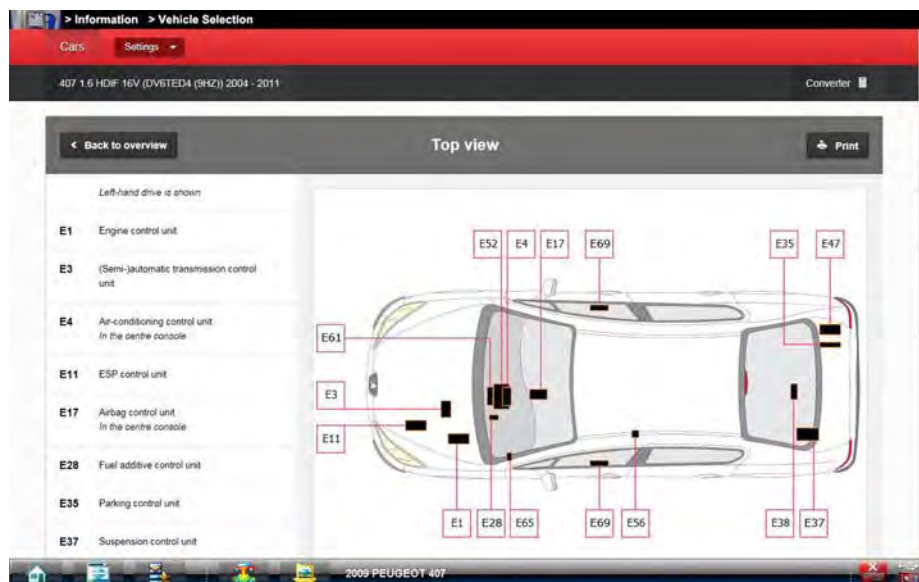 > Information > Vehicle Selection
Cars Settings
407 1.6 HDiF 16V (DV6TED4 (9HZ)) 2004 - 2011 Converter
Back to overview Top view Print
Left-hand drive is shown
E1 Engine control unit
E3 (Semi-)automatic transmission control
unit
E4 Air-conditioning control unit
In the centre console
E11 ESP control unit
E17 Airbag control unit
In the centre console
E28 Fuel additive control unit
E35 Parking control unit
E37 Suspension control unit
E52 E4 E17 E69 E35 E47
E61
E3
E11
E1 E28 E65 E69 E56 E38 E37
2009 PEUGEOT 407